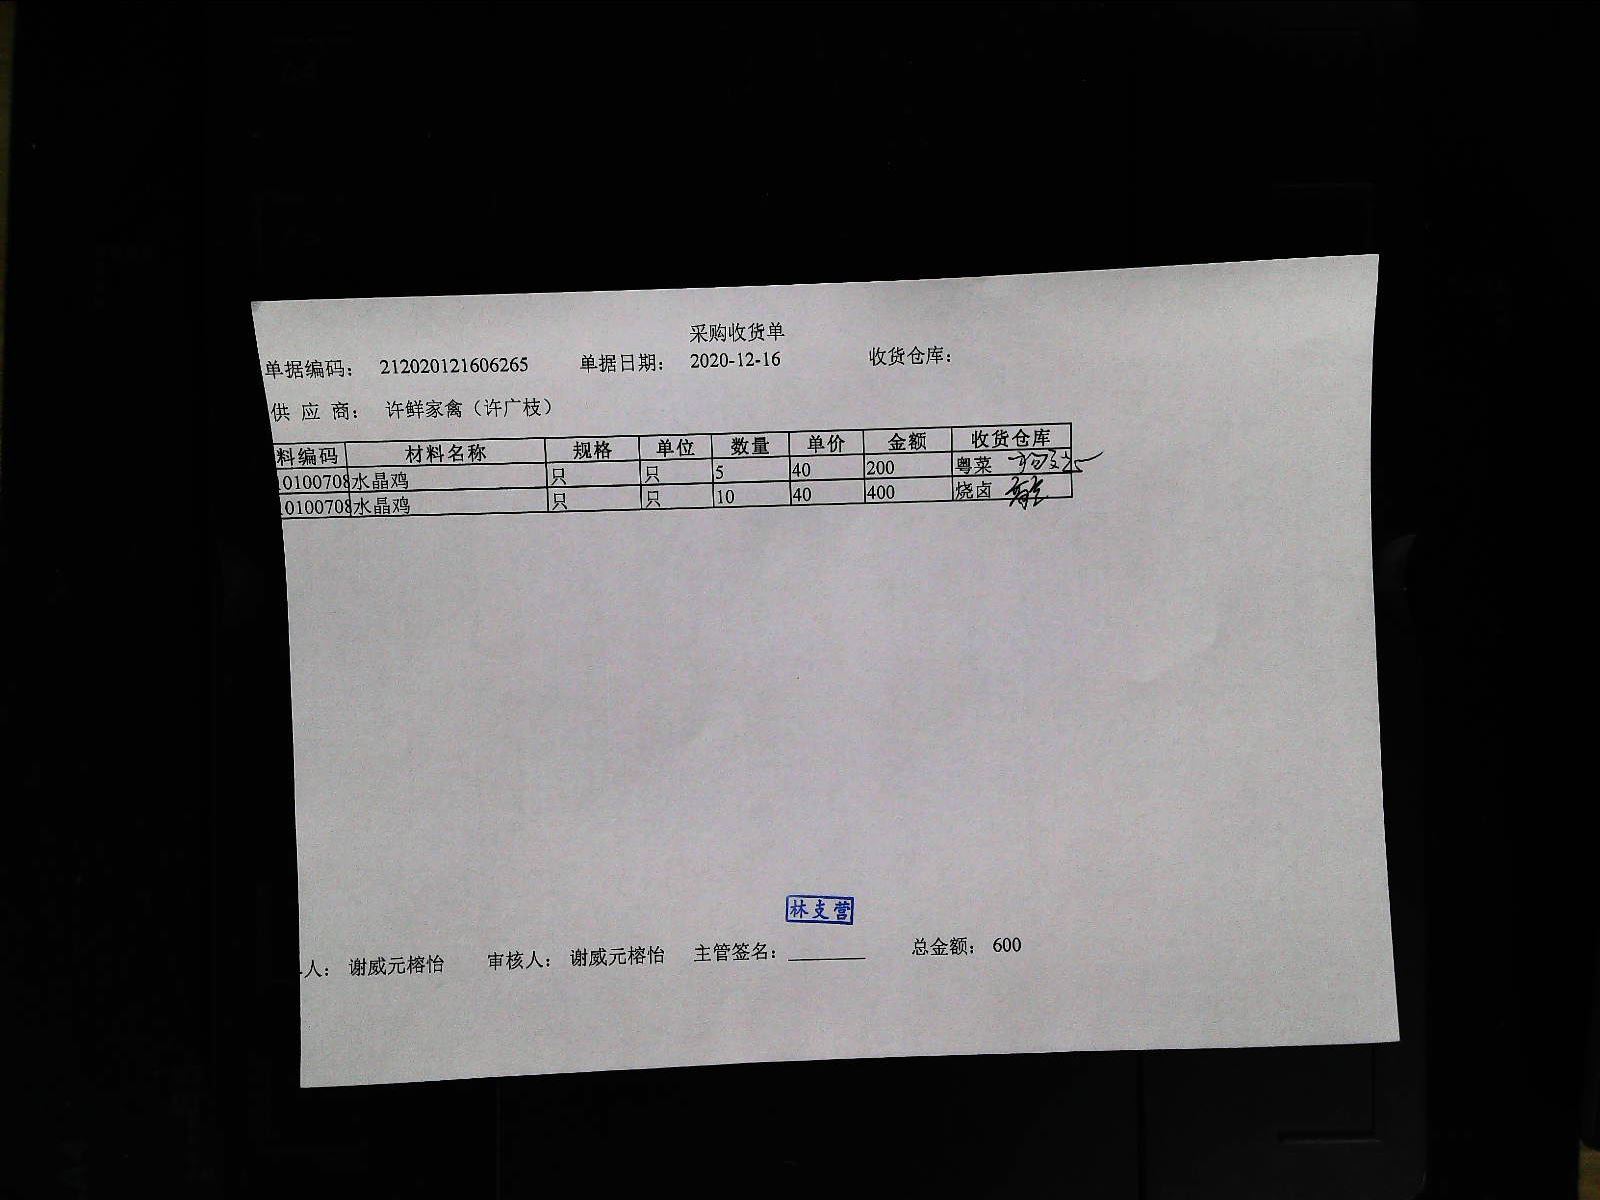 采购收货单
单据编码： 212020121606265 单据日期： 2020-12-16 收货仓库：
供 应 商： 许鲜家禽（许广枝）
料编码 材料名称 规格 单位 数量 单价 金额 收货仓库
10100708 水晶鸡 只 只 5 40 200 粤菜
10100708 水晶鸡 只 只 10 40 400 烧卤
林支营
人： 谢威元榕怡 审核人： 谢威元榕怡 主管签名： 总金额： 600